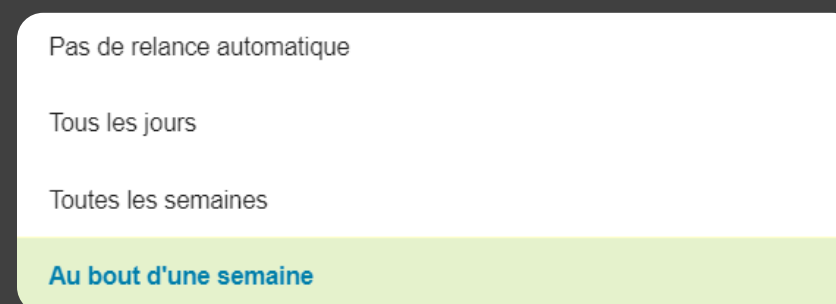 Pas de relance automatique
Tous les jours
Toutes les semaines
Au bout d'une semaine